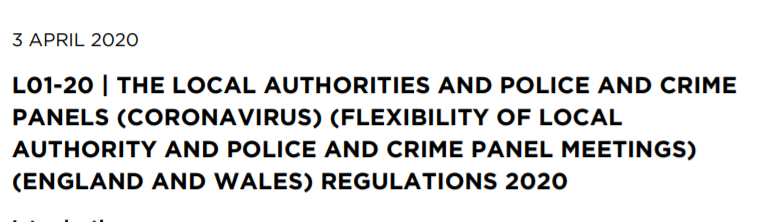 3 APRIL 2020
L01-20 | THE LOCAL AUTHORITIES AND POLICE AND CRIME
PANELS (CORONAVIRUS) (FLEXIBILITY OF LOCAL
AUTHORITY AND POLICE AND CRIME PANEL MEETINGS)
(ENGLAND AND WALES) REGULATIONS 2020